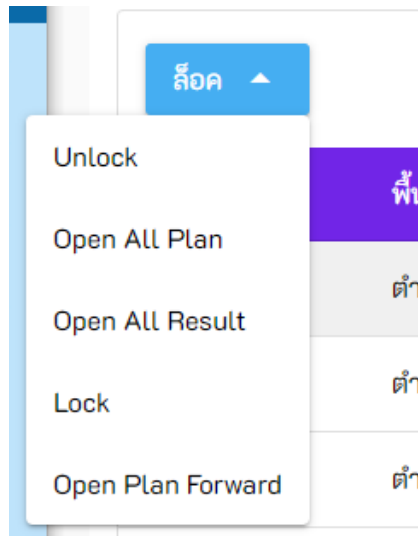 ล็อค
Unlock
Open All Plan
Open All Result
Lock
Open Plan Forward